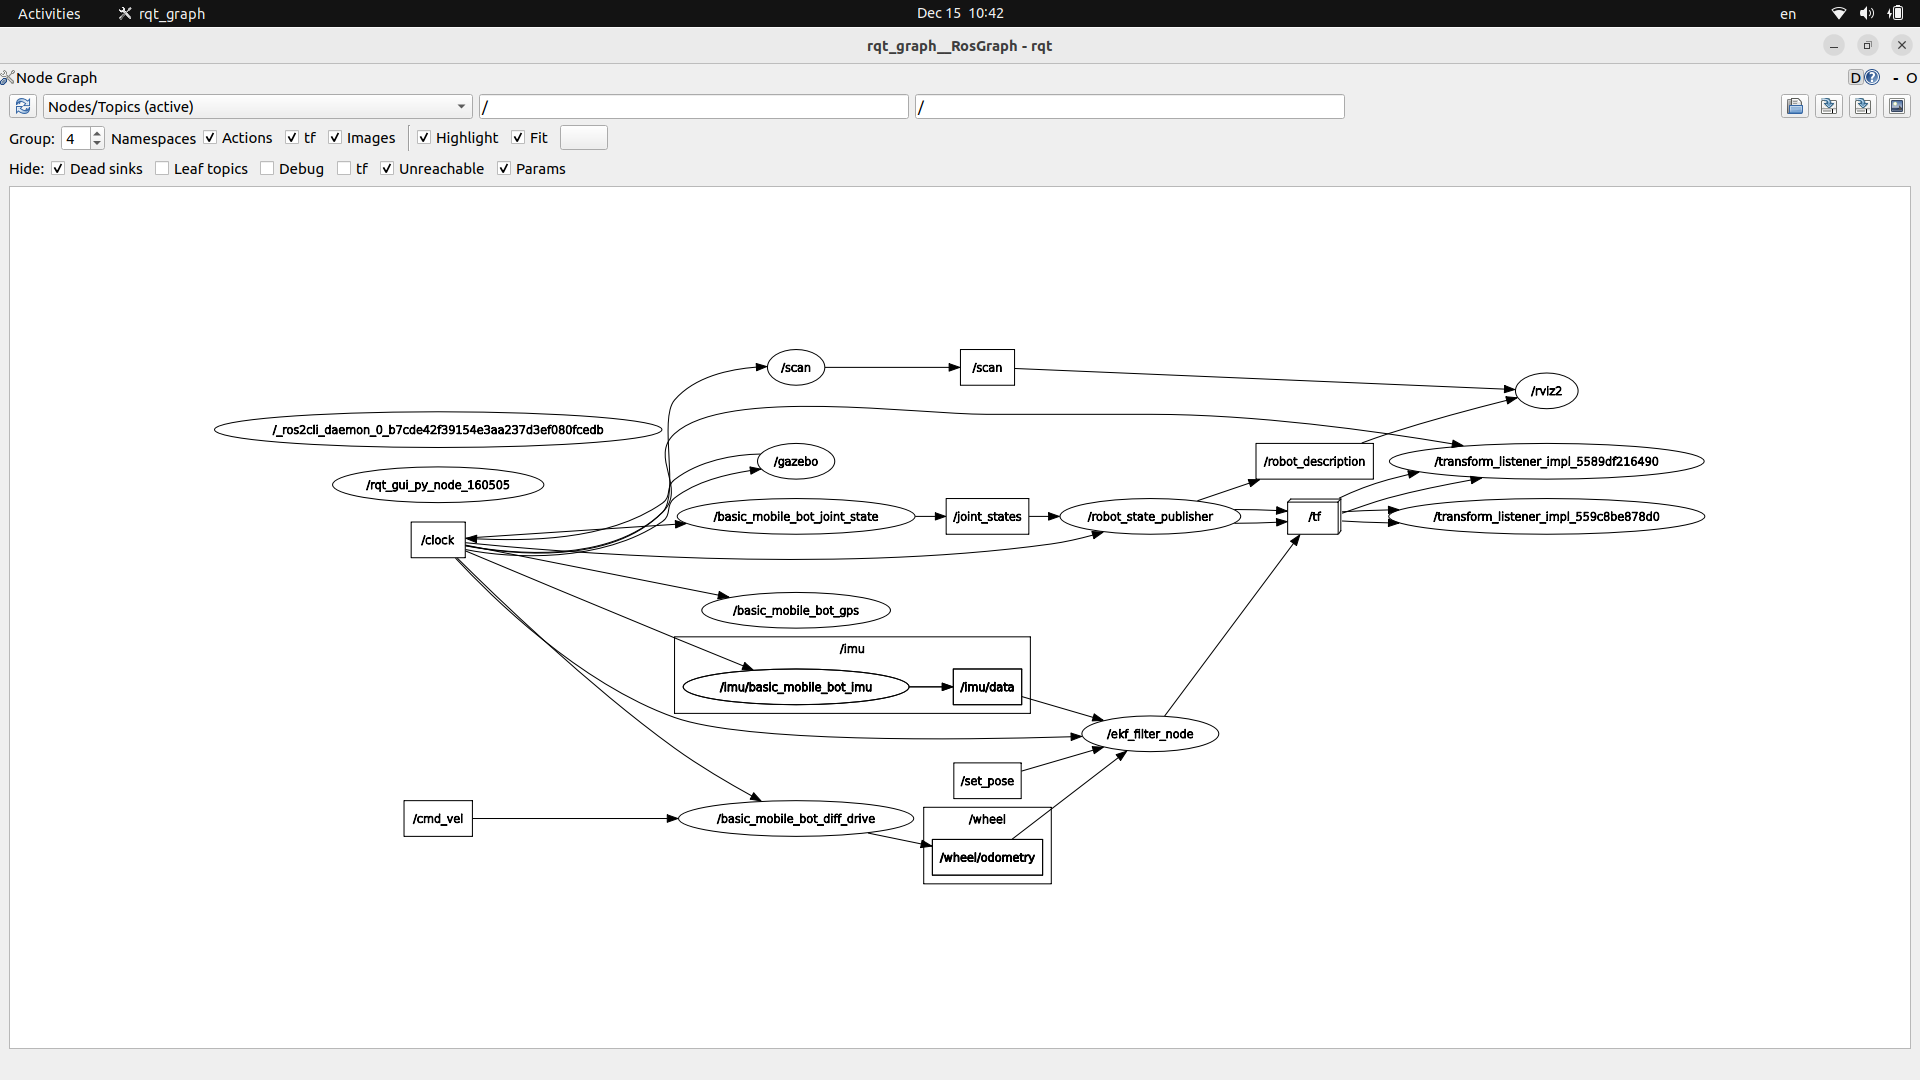 Activities rqt_graph Dec 15 10:42 en
rqt_graph__RosGraph - rqt
Node Graph D ? - O
Nodes/Topics (active) / /
Group: 4 Namespaces Actions tf Images Highlight Fit
Hide: Dead sinks Leaf topics Debug tf Unreachable Params
/scan /scan
/rviz2
/_ros2cli_daemon_0_b7cde42f39154e3aa237d3ef080fcedb
/gazebo /robot_description /transform_listener_impl_5589df216490
/rqt_gui_py_node_160505
/basic_mobile_bot_joint_state /joint_states /robot_state_publisher /tf /transform_listener_impl_559c8be878d0
/clock
/basic_mobile_bot_gps
/imu
/imu/basic_mobile_bot_imu /imu/data
/ekf_filter_node
/set_pose
/cmd_vel /basic_mobile_bot_diff_drive /wheel
/wheel/odometry